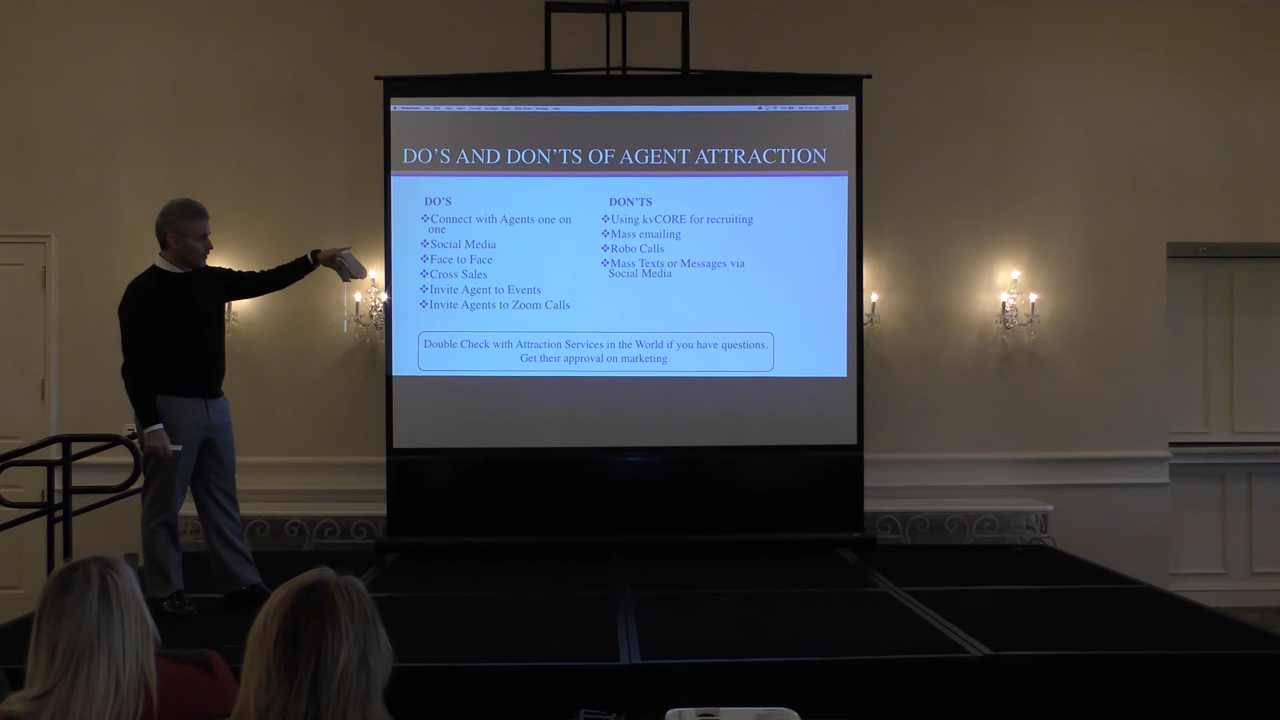 DO'S AND DON'TS OF AGENT ATTRACTION
DO'S
❖Connect with Agents one on
one
❖Social Media
❖Face to Face
❖Cross Sales
❖Invite Agent to Events
❖Invite Agents to Zoom Calls
DON'TS
❖Using kvCORE for recruiting
❖Mass emailing
❖Robo Calls
❖Mass Texts or Messages via
Social Media
Double Check with Attraction Services in the World if you have questions.
Get their approval on marketing.